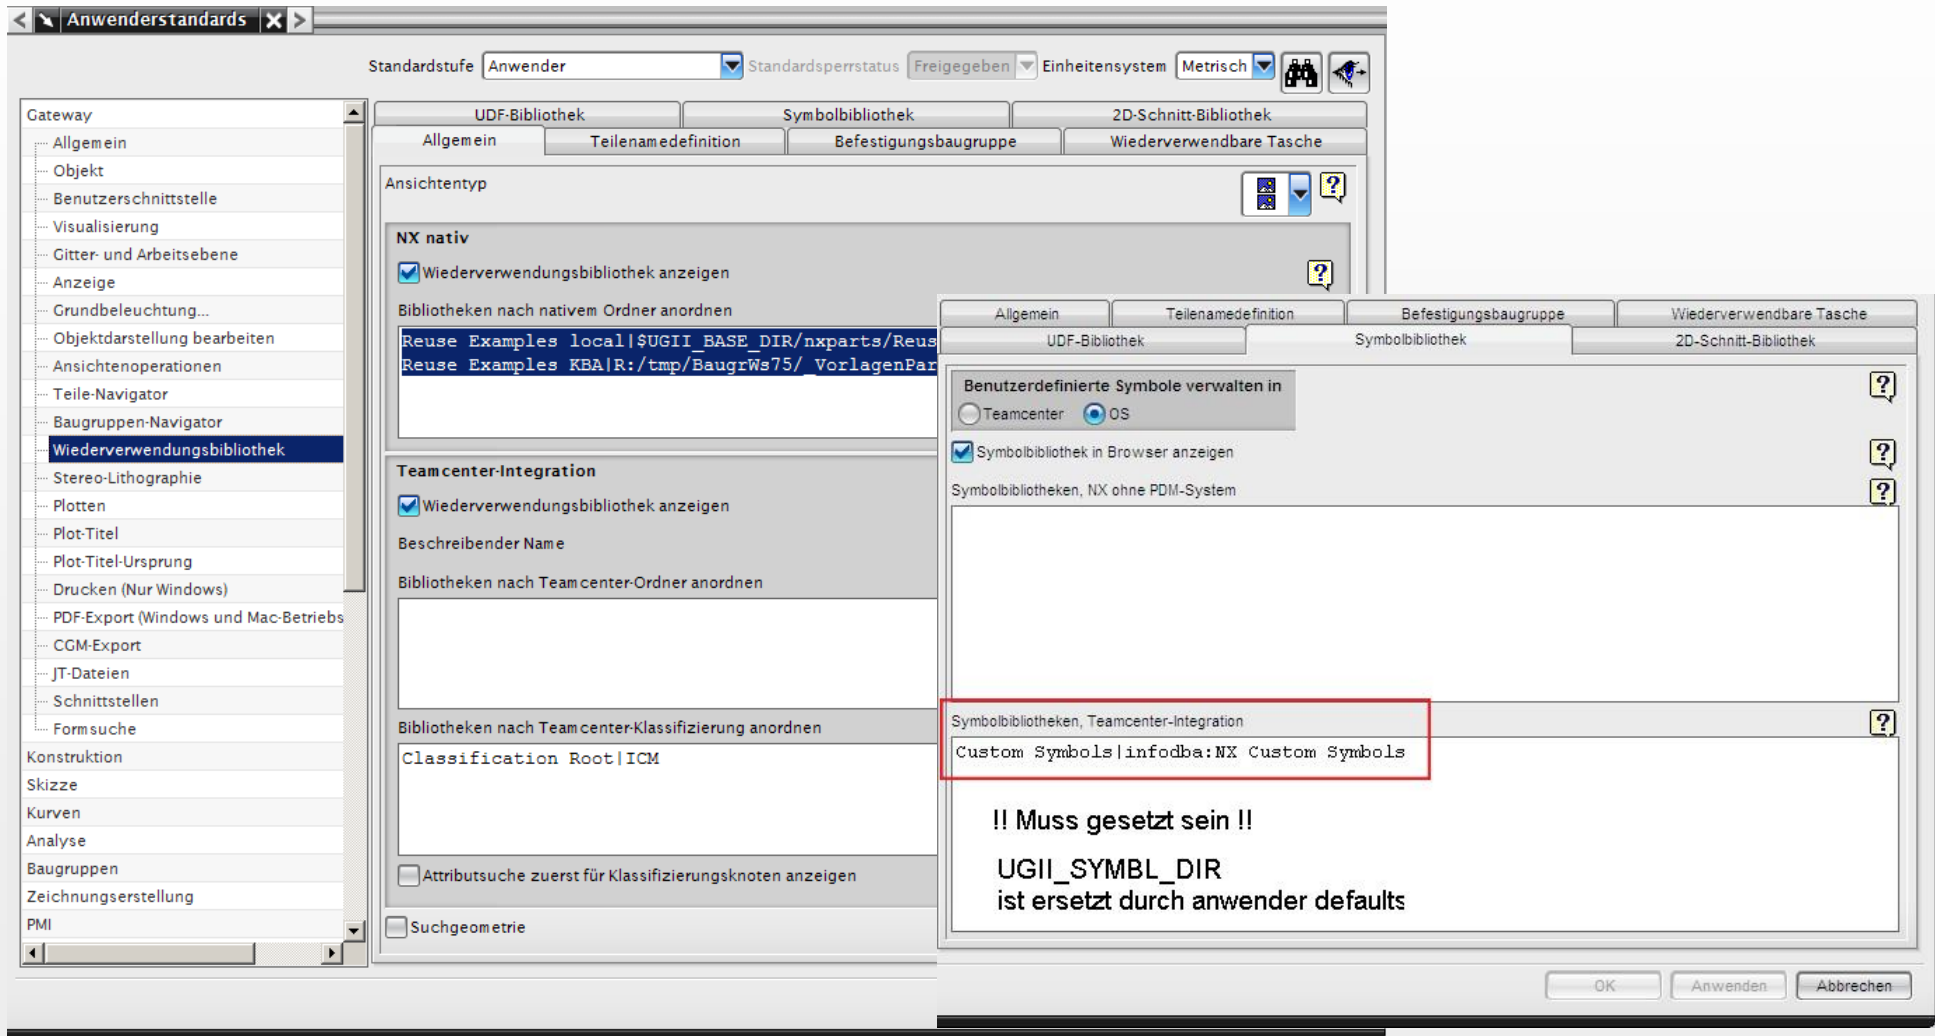 Anwenderstandards
Standardstufe Anwender Standardsperrstatus Freigegeben Einheitensystem Metrisch
Gateway
Allgemein
Objekt
Benutzerschnittstelle
Visualisierung
Gitter- und Arbeitsebene
Anzeige
Grundbeleuchtung...
Objektdarstellung bearbeiten
Ansichtenoperationen
Teile-Navigator
Baugruppen-Navigator
Wiederverwendungsbibliothek
Stereo-Lithographie
Plotten
Plot-Titel
Plot-Titel-Ursprung
Drucken (Nur Windows)
PDF-Export (Windows und Mac-Betriebs
CGM-Export
JT-Dateien
Schnittstellen
Formsuche
Konstruktion
Skizze
Kurven
Analyse
Baugruppen
Zeichnungserstellung
PMI
UDF-Bibliothek Symbolbibliothek 2D-Schnitt-Bibliothek
Allgemein Teilenamedefinition Befestigungsbaugruppe Wiederverwendbare Tasche
Ansichtentyp
NX nativ
Wiederverwendungsbibliothek anzeigen
Bibliotheken nach nativem Ordner anordnen
Reuse Examples local|$UGII_BASE_DIR/nxparts/Reus
Reuse Examples KBA|R:/tmp/BaugrWs75/_VorlagenPar
Teamcenter-Integration
Wiederverwendungsbibliothek anzeigen
Beschreibender Name
Bibliotheken nach Teamcenter-Ordner anordnen
Bibliotheken nach Teamcenter-Klassifizierung anordnen
Classification Root|ICM
Attributsuche zuerst für Klassifizierungsknoten anzeigen
Suchgeometrie
Allgemein Teilenamedefinition Befestigungsbaugruppe Wiederverwendbare Tasche
UDF-Bibliothek Symbolbibliothek 2D-Schnitt-Bibliothek
Benutzerdefinierte Symbole verwalten in
Teamcenter OS
Symbolbibliothek in Browser anzeigen
Symbolbibliotheken, NX ohne PDM-System
Symbolbibliotheken, Teamcenter-Integration
Custom Symbols|infodba:NX Custom Symbols
!! Muss gesetzt sein !!
UGII_SYMBL_DIR
ist ersetzt durch anwender defaults
OK Anwenden Abbrechen